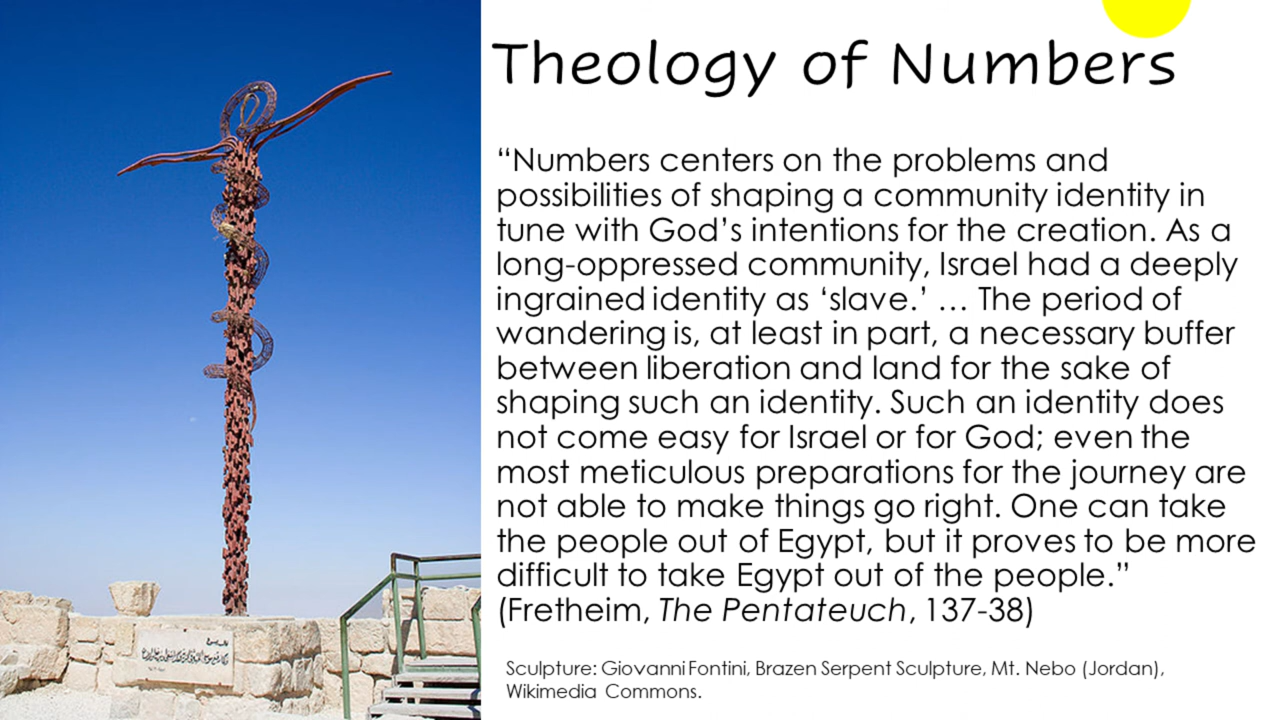 Theology of Numbers
“Numbers centers on the problems and
possibilities of shaping a community identity in
tune with God’s intentions for the creation. As a
long-oppressed community, Israel had a deeply
ingrained identity as ‘slave.’ … The period of
wandering is, at least in part, a necessary buffer
between liberation and land for the sake of
shaping such an identity. Such an identity does
not come easy for Israel or for God; even the
most meticulous preparations for the journey are
not able to make things go right. One can take
the people out of Egypt, but it proves to be more
difficult to take Egypt out of the people.”
(Fretheim, The Pentateuch, 137-38)
Sculpture: Giovanni Fontini, Brazen Serpent Sculpture, Mt. Nebo (Jordan),
Wikimedia Commons.